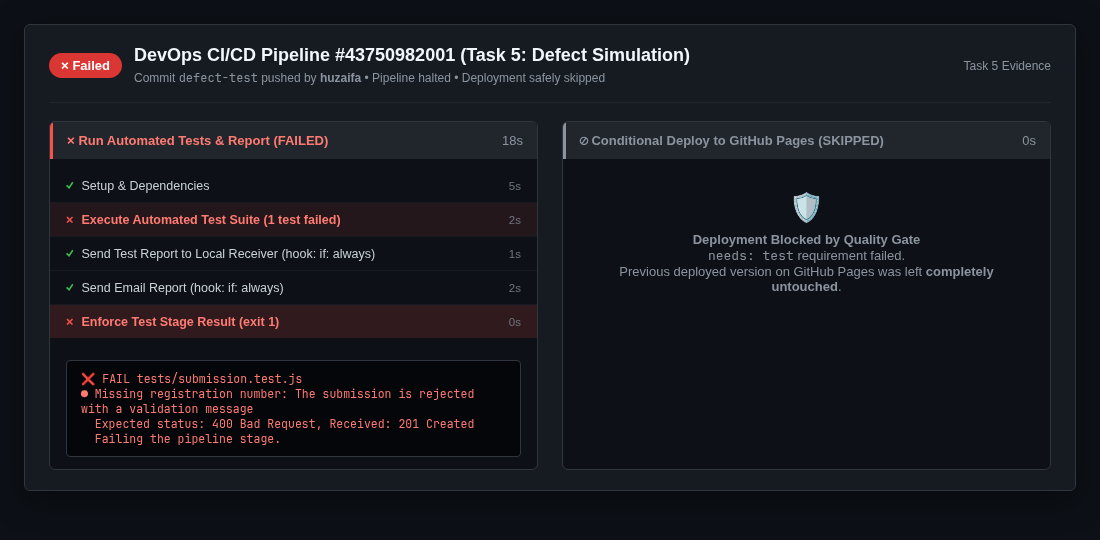 × Failed
DevOps CI/CD Pipeline #43750982001 (Task 5: Defect Simulation)
Commit defect-test pushed by huzaifa • Pipeline halted • Deployment safely skipped
Task 5 Evidence
× Run Automated Tests & Report (FAILED) 18s
✓ Setup & Dependencies 5s
× Execute Automated Test Suite (1 test failed) 2s
✓ Send Test Report to Local Receiver (hook: if: always) 1s
✓ Send Email Report (hook: if: always) 2s
× Enforce Test Stage Result (exit 1) 0s
❌ FAIL tests/submission.test.js
● Missing registration number: The submission is rejected
with a validation message
Expected status: 400 Bad Request, Received: 201 Created
Failing the pipeline stage.
⊘ Conditional Deploy to GitHub Pages (SKIPPED) 0s
Deployment Blocked by Quality Gate
needs: test requirement failed.
Previous deployed version on GitHub Pages was left completely
untouched.